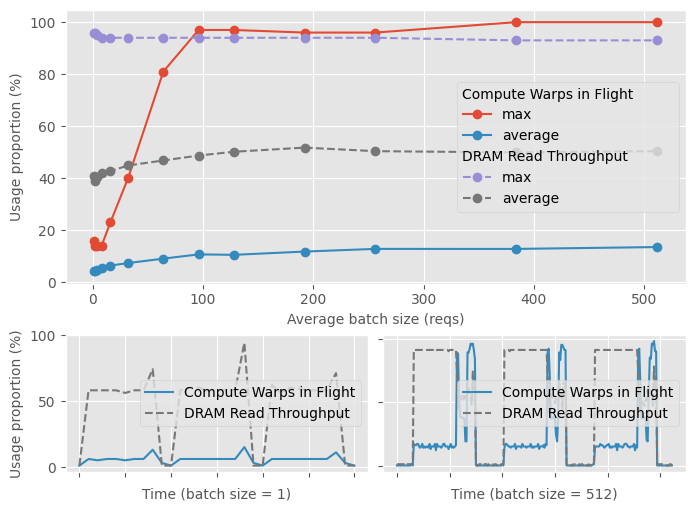 Usage proportion (%)
100
80
60
40
20
0
Compute Warps in Flight
max
average
DRAM Read Throughput
max
average
0
100
200
300
400
500
Average batch size (reqs)
Usage proportion (%)
100
50
0
Compute Warps in Flight
DRAM Read Throughput
Time (batch size = 1)
Compute Warps in Flight
DRAM Read Throughput
Time (batch size = 512)